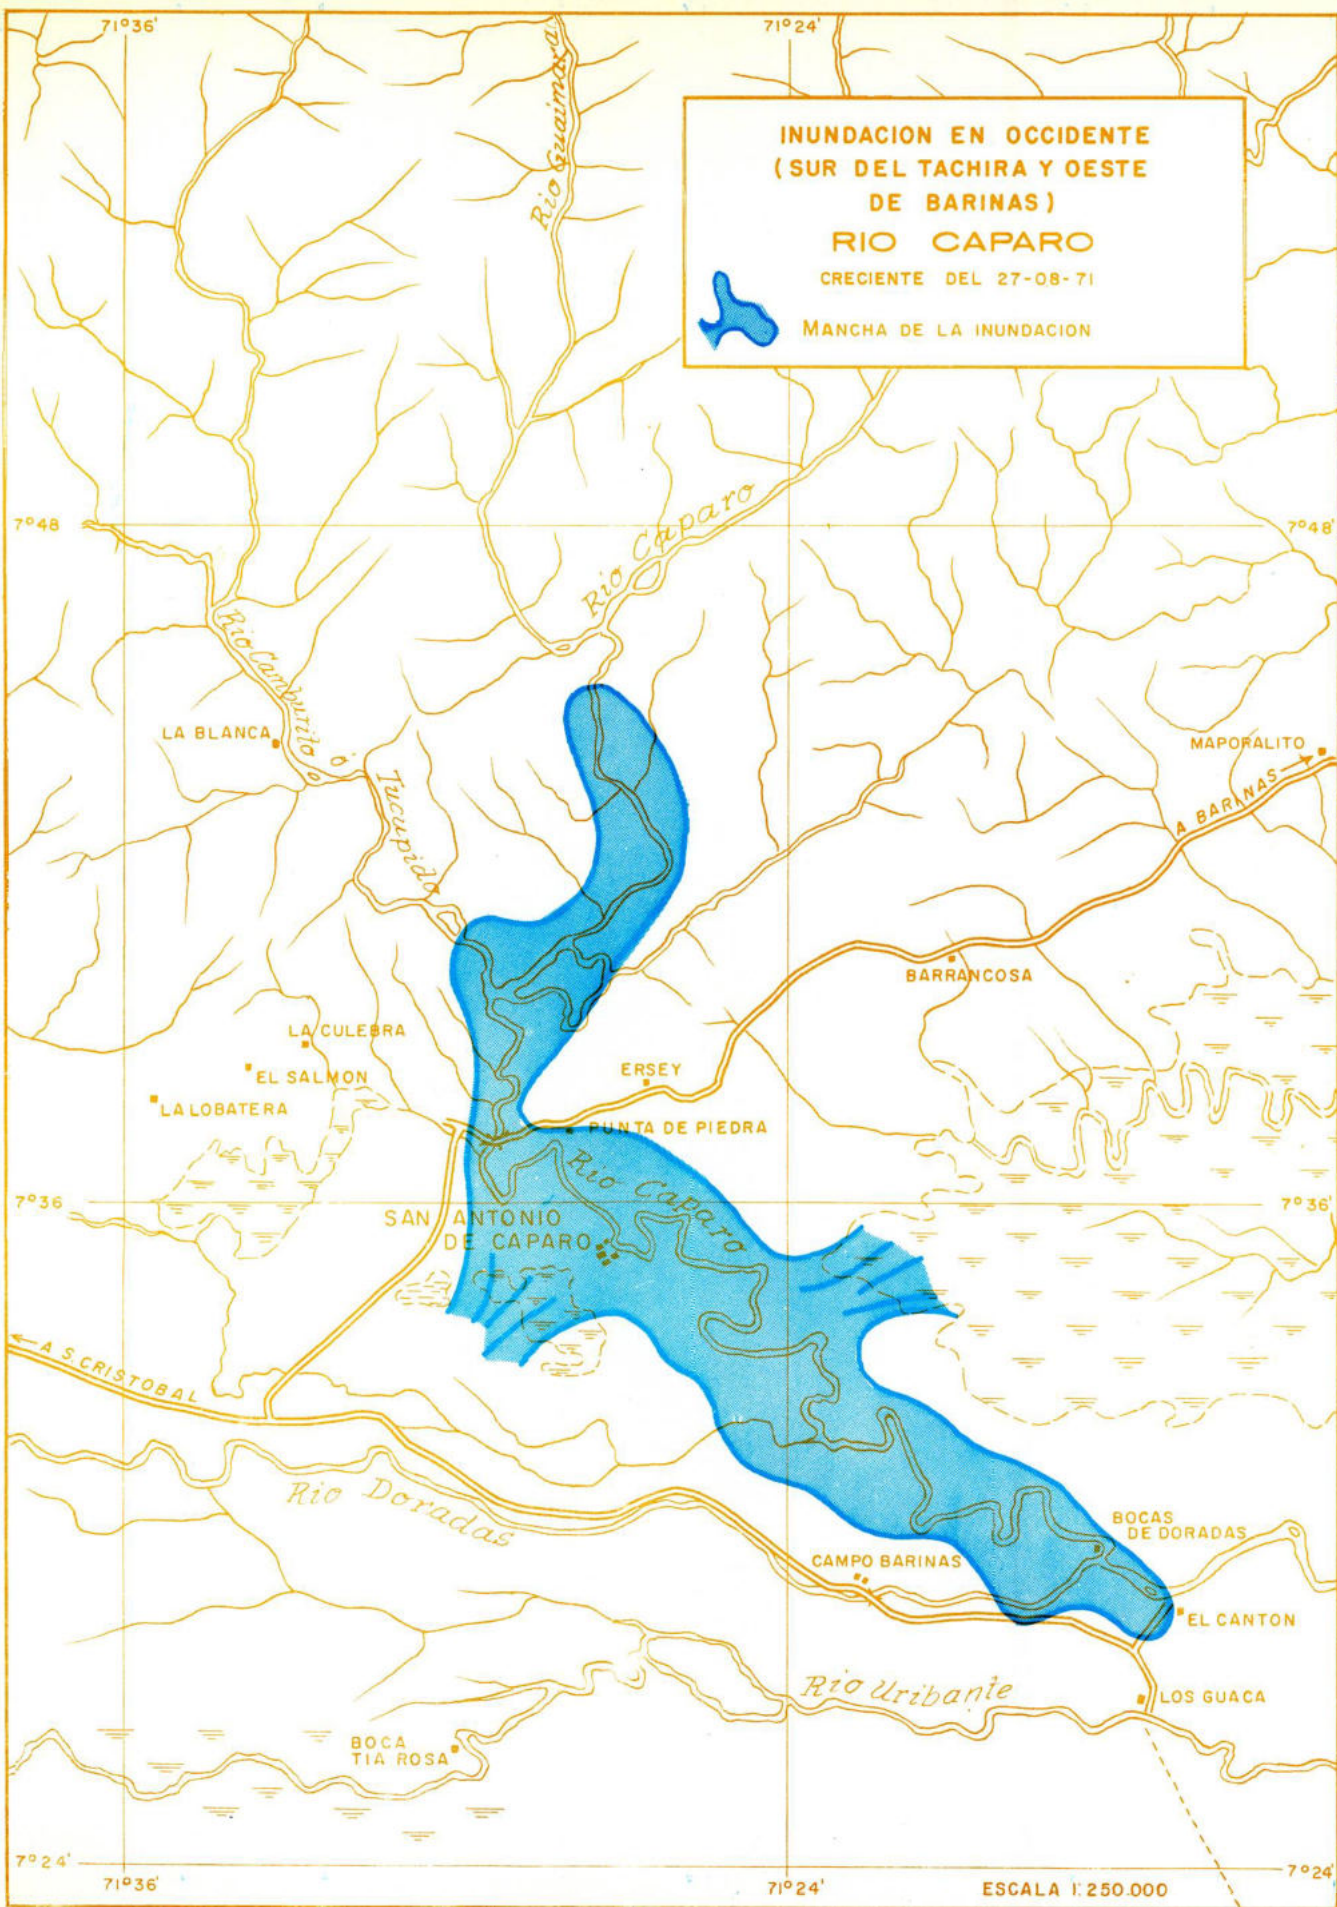 71°36'
71°24'
INUNDACION EN OCCIDENTE
(SUR DEL TACHIRA Y OESTE
DE BARINAS)
RIO CAPARO
CRECIENTE DEL 27-08-71
MANCHA DE LA INUNDACION
Rio Guaimaral
7°48
7°48'
Rio Caparo
Rio Camburito
ó
Tucupido
LA BLANCA
MAPORALITO
A BARINAS
BARRANCOSA
LA CULEBRA
EL SALMON
LA LOBATERA
ERSEY
PUNTA DE PIEDRA
Rio Caparo
7°36
7°36'
SAN ANTONIO
DE CAPARO
A S. CRISTOBAL
Rio Doradas
BOCAS
DE DORADAS
CAMPO BARINAS
EL CANTON
Rio Uribante
LOS GUACA
BOCA
TIA ROSA
7°24'
7°24'
71°36'
71°24'
ESCALA 1:250.000